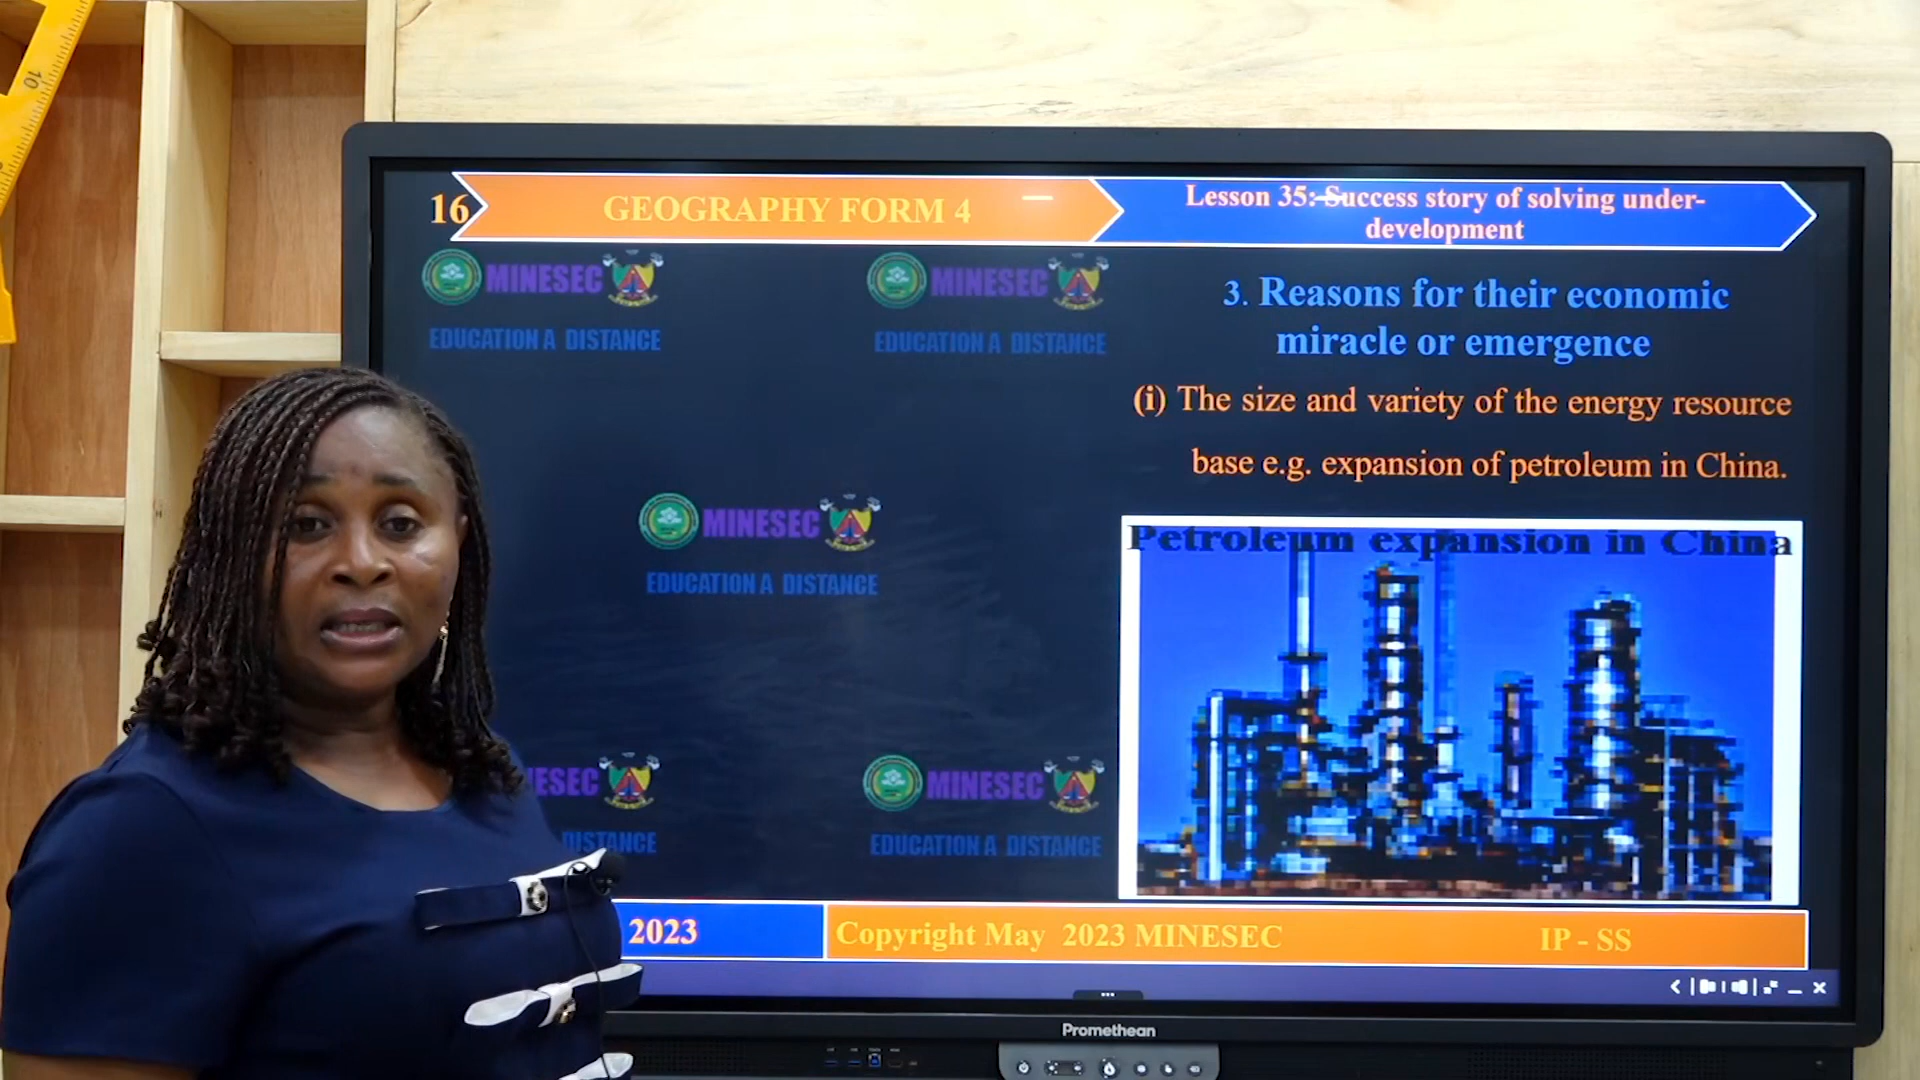 16
GEOGRAPHY FORM 4
Lesson 35: Success story of solving under-
development
MINESEC
EDUCATION A DISTANCE
MINESEC
EDUCATION A DISTANCE
3. Reasons for their economic
miracle or emergence
(i) The size and variety of the energy resource
base e.g. expansion of petroleum in China.
MINESEC
EDUCATION A DISTANCE
Petroleum expansion in China
NESEC
DISTANCE
MINESEC
EDUCATION A DISTANCE
2023
Copyright May 2023 MINESEC
IP - SS
Promethean
10